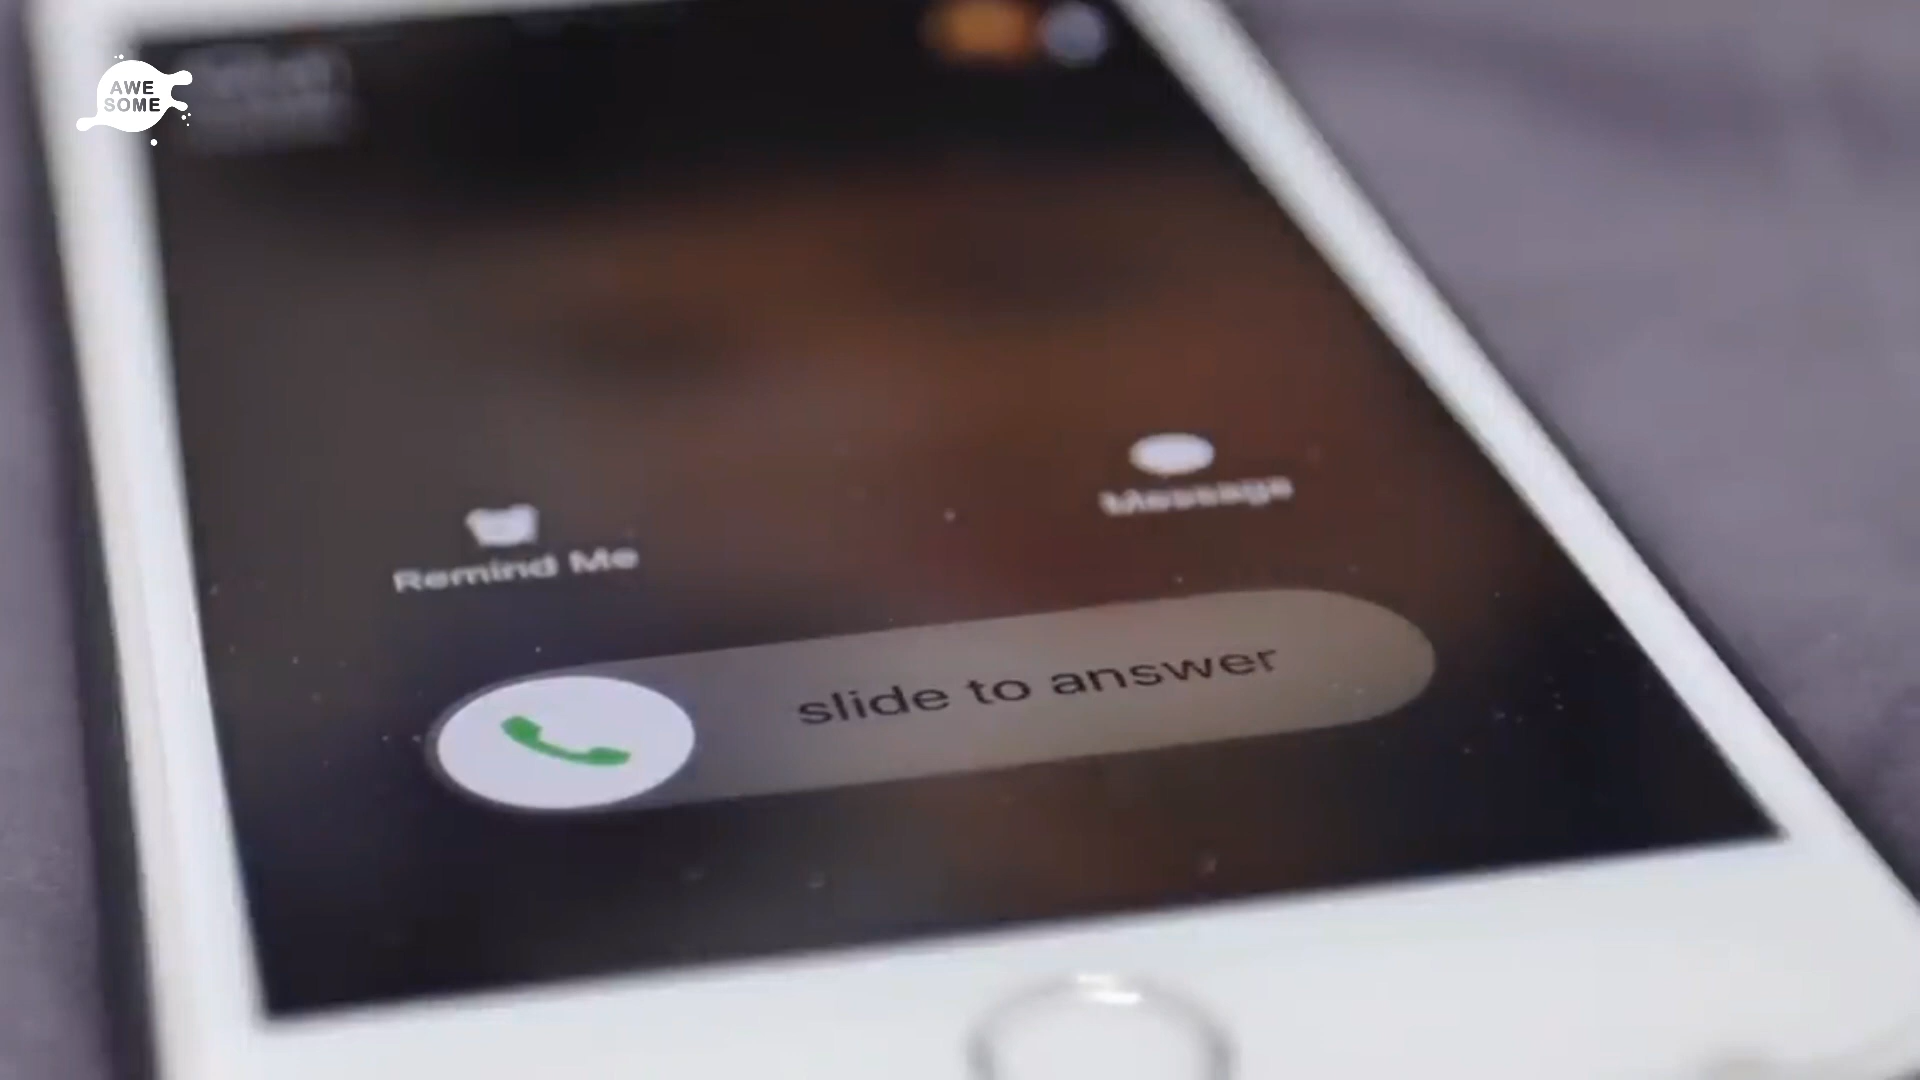 AWE
SOME
Remind Me
Message
slide to answer